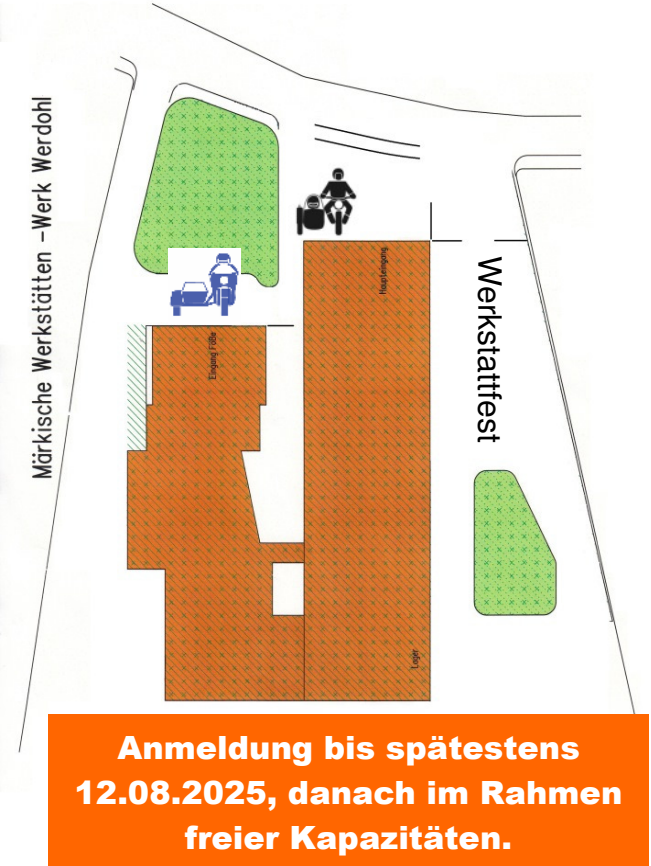 Märkische Werkstätten -Werk Werdohl
Haupteingang
Werkstattfest
Eingang FöBe
Lager
Anmeldung bis spätestens
12.08.2025, danach im Rahmen
freier Kapazitäten.